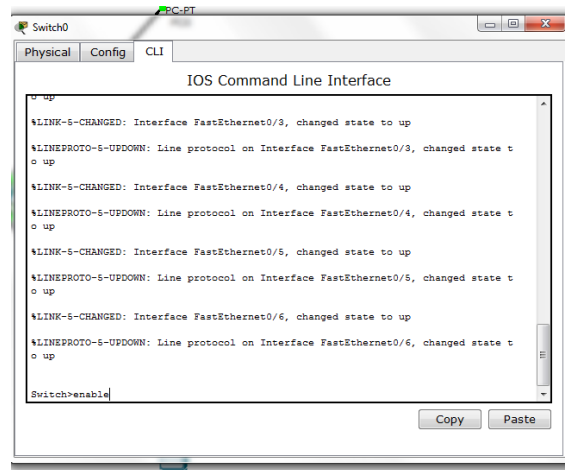 PC-PT
Switch0
Physical Config CLI
IOS Command Line Interface
o up
%LINK-5-CHANGED: Interface FastEthernet0/3, changed state to up
%LINEPROTO-5-UPDOWN: Line protocol on Interface FastEthernet0/3, changed state t
o up
%LINK-5-CHANGED: Interface FastEthernet0/4, changed state to up
%LINEPROTO-5-UPDOWN: Line protocol on Interface FastEthernet0/4, changed state t
o up
%LINK-5-CHANGED: Interface FastEthernet0/5, changed state to up
%LINEPROTO-5-UPDOWN: Line protocol on Interface FastEthernet0/5, changed state t
o up
%LINK-5-CHANGED: Interface FastEthernet0/6, changed state to up
%LINEPROTO-5-UPDOWN: Line protocol on Interface FastEthernet0/6, changed state t
o up
Switch>enable
Copy Paste